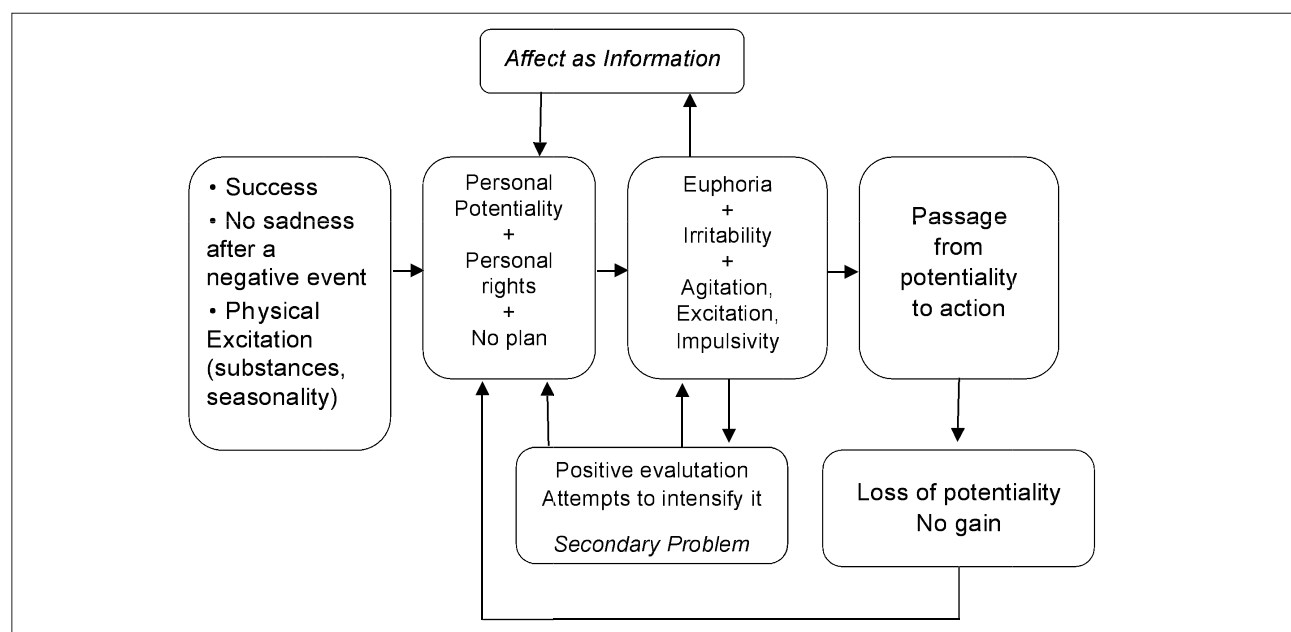 Affect as Information
• Success
• No sadness
after a
negative event
• Physical
Excitation
(substances,
seasonality)
Personal
Potentiality
+
Personal
rights
+
No plan
Euphoria
+
Irritability
+
Agitation,
Excitation,
Impulsivity
Passage
from
potentiality
to action
Positive evalutation
Attempts to intensify it
Secondary Problem
Loss of potentiality
No gain